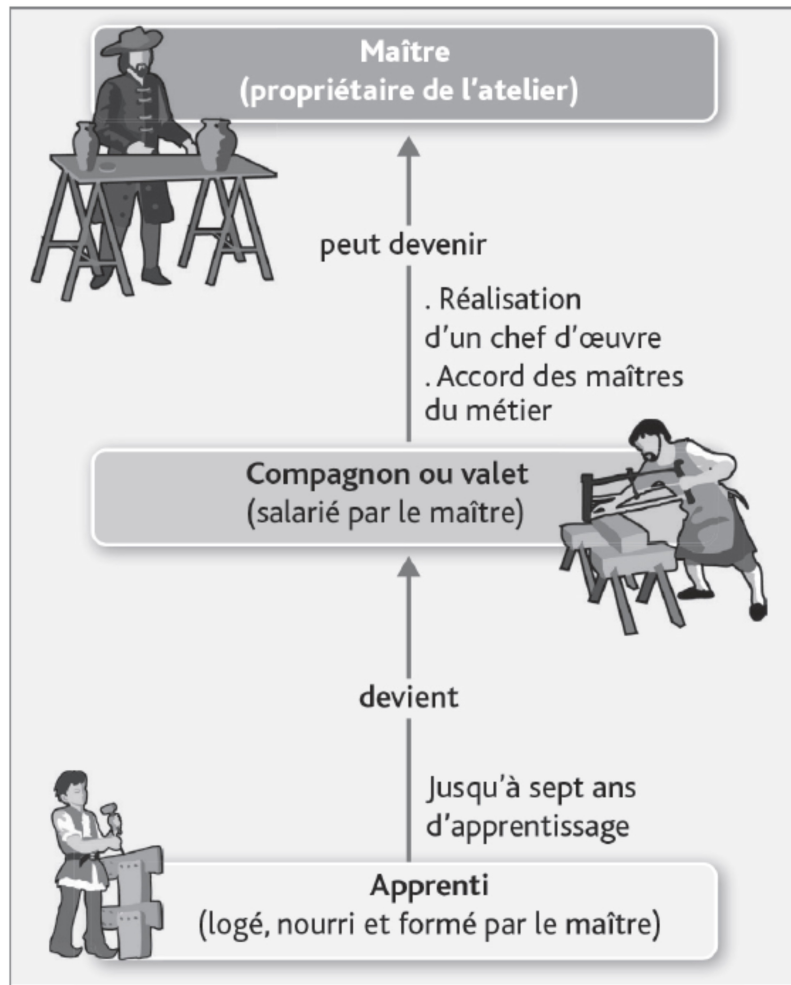 Maître
(propriétaire de l'atelier)
peut devenir
. Réalisation
d'un chef d'œuvre
. Accord des maîtres
du métier
Compagnon ou valet
(salarié par le maître)
devient
Jusqu'à sept ans
d'apprentissage
Apprenti
(logé, nourri et formé par le maître)